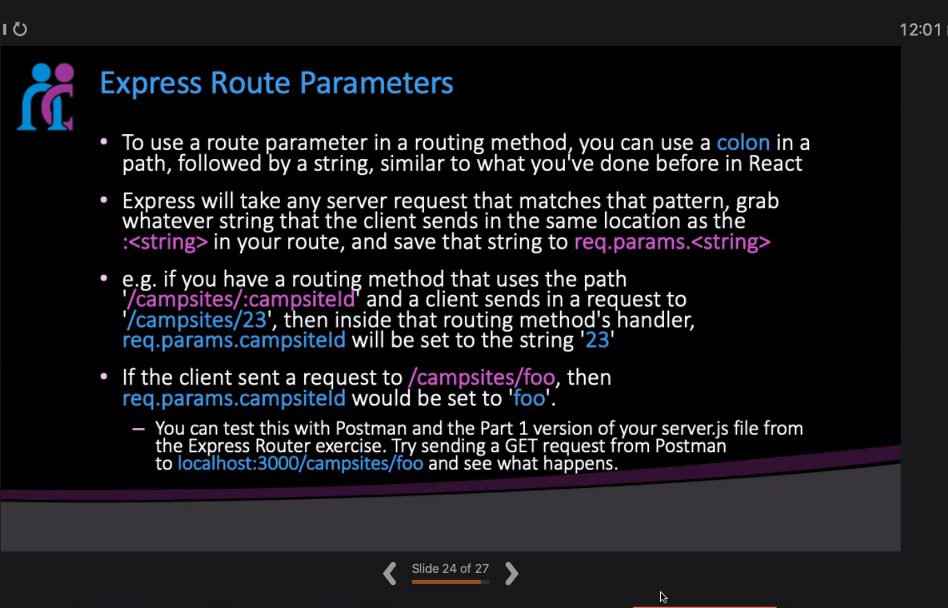 12:01
Express Route Parameters
• To use a route parameter in a routing method, you can use a colon in a
path, followed by a string, similar to what you've done before in React
• Express will take any server request that matches that pattern, grab
whatever string that the client sends in the same location as the
:<string> in your route, and save that string to req.params.<string>
• e.g. if you have a routing method that uses the path
'/campsites/:campsiteId' and a client sends in a request to
'/campsites/23', then inside that routing method's handler,
req.params.campsiteId will be set to the string '23'
• If the client sent a request to /campsites/foo, then
req.params.campsiteId would be set to 'foo'.
– You can test this with Postman and the Part 1 version of your server.js file from
the Express Router exercise. Try sending a GET request from Postman
to localhost:3000/campsites/foo and see what happens.
Slide 24 of 27